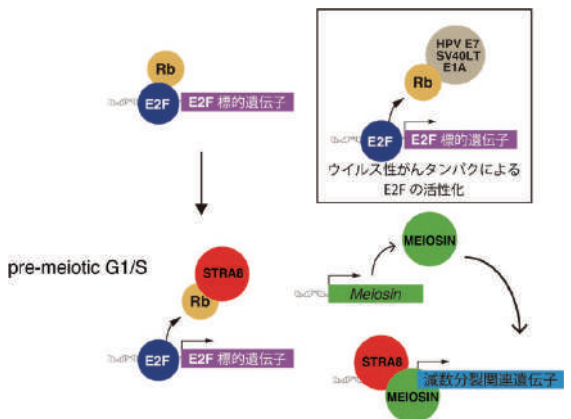 Rb
E2F
E2F 標的遺伝子
HPV E7
SV40LT
E1A
Rb
E2F
E2F 標的遺伝子
ウイルス性がんタンパクによる
E2F の活性化
pre-meiotic G1/S
STRA8
Rb
E2F
E2F 標的遺伝子
MEIOSIN
Meiosin
STRA8
MEIOSIN
減数分裂関連遺伝子